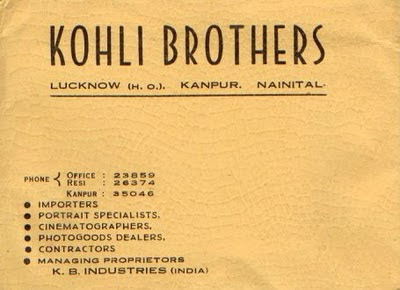 KOHLI BROTHERS
LUCKNOW (H. O.), KANPUR, NAINITAL.
PHONE { OFFICE : 23859
RESI : 26374
KANPUR : 35046
● IMPORTERS
● PORTRAIT SPECIALISTS,
● CINEMATOGRAPHERS,
● PHOTOGOODS DEALERS,
● CONTRACTORS
● MANAGING PROPRIETORS
K. B. INDUSTRIES (INDIA)